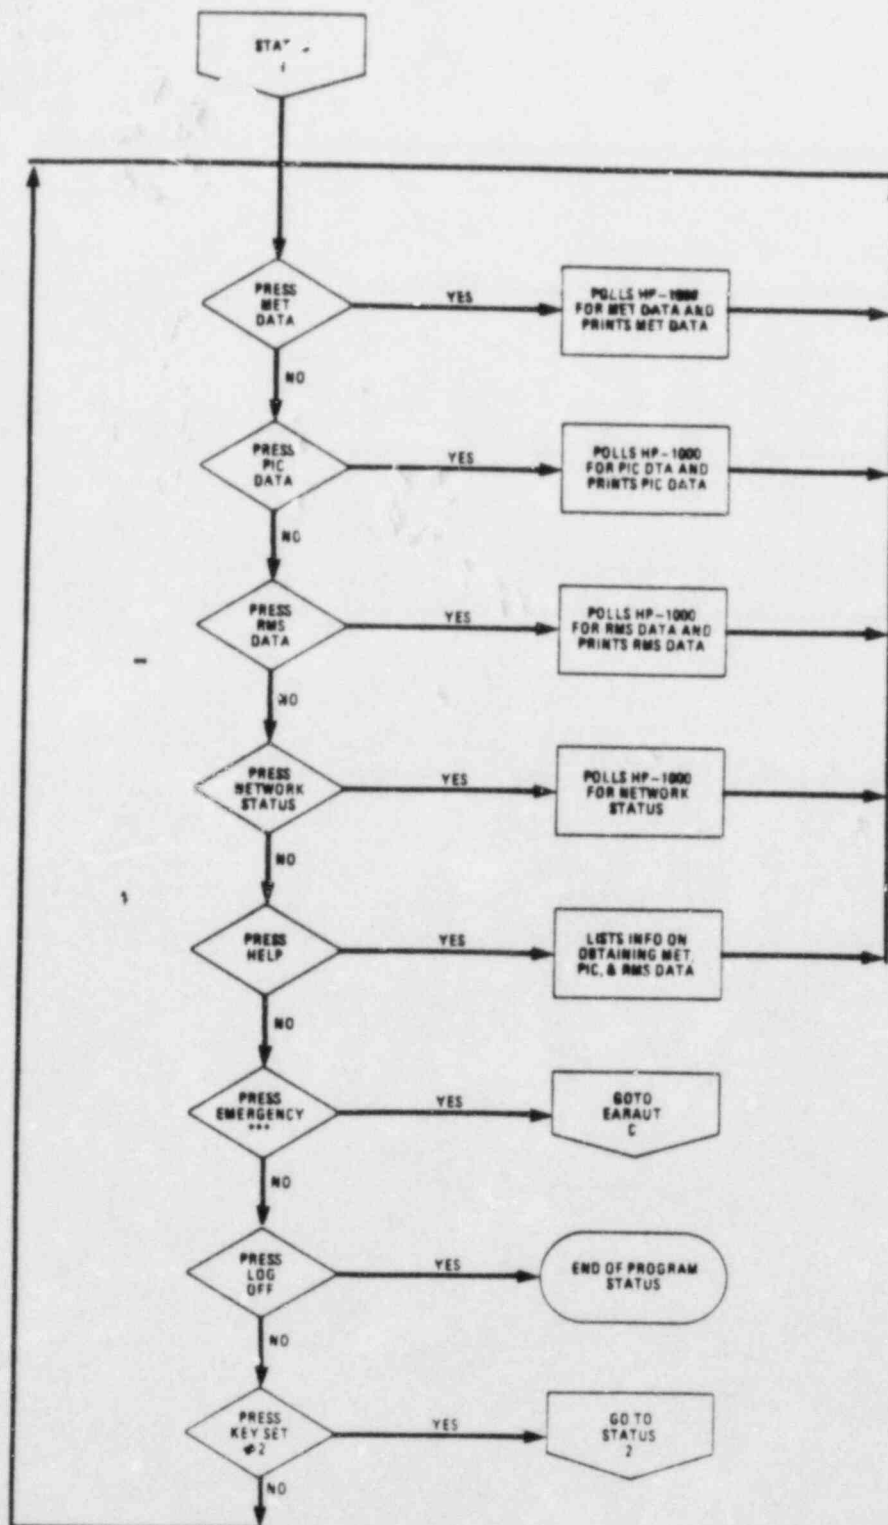 PRESS
MET
DATA
YES
POLLS
FOR MET DATA AND
PRINTS MET DATA
NO
PRESS
PIC
DATA
YES
POLLS HP-1000
FOR PIC DTA AND
PRINTS PIC DATA
NO
PRESS
RMS
DATA
YES
POLLS HP-1000
FOR RMS DATA AND
PRINTS RMS DATA
NO
PRESS
NETWORK
STATUS
YES
POLLS HP-1000
FOR NETWORK
STATUS
NO
PRESS
HELP
YES
LISTS INFO ON
OBTAINING MET,
PIC, & RMS DATA
NO
PRESS
EMERGENCY
***
YES
GOTO
EARAUT
C
NO
PRESS
LOG
OFF
YES
END OF PROGRAM
STATUS
NO
PRESS
KEY SET
#2
YES
GO TO
STATUS
2
NO